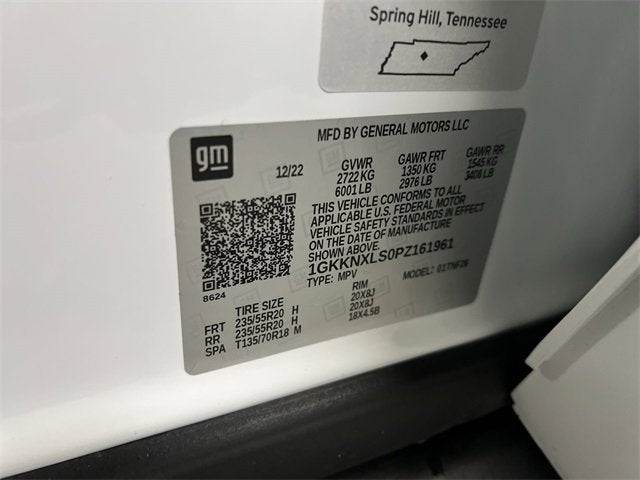 Spring Hill, Tennessee
gm
MFD BY GENERAL MOTORS LLC
12/22
GVWR GAWR FRT GAWR RR
2722 KG 1350 KG 1545 KG
6001 LB 2976 LB 3406 LB
THIS VEHICLE CONFORMS TO ALL
APPLICABLE U.S. FEDERAL MOTOR
VEHICLE SAFETY STANDARDS IN EFFECT
ON THE DATE OF MANUFACTURE
SHOWN ABOVE.
1GKKNXLS0PZ161961
TYPE: MPV MODEL: 01TNF26
8624
TIRE SIZE RIM
FRT 235/55R20 H 20X8J
RR 235/55R20 H 20X8J
SPA T135/70R18 M 18X4.5B